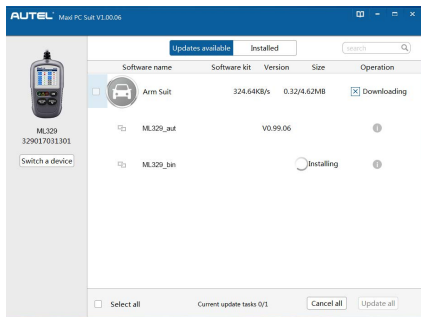 AUTEL® Maxi PC Suit V1.00.06
Updates available Installed search
Software name Software kit Version Size Operation
Arm Suit 324.64KB/s 0.32/4.62MB Downloading
ML329_aut V0.99.06
ML329
329017031301
ML329_bin Installing
Switch a device
Select all Current update tasks 0/1 Cancel all Update all